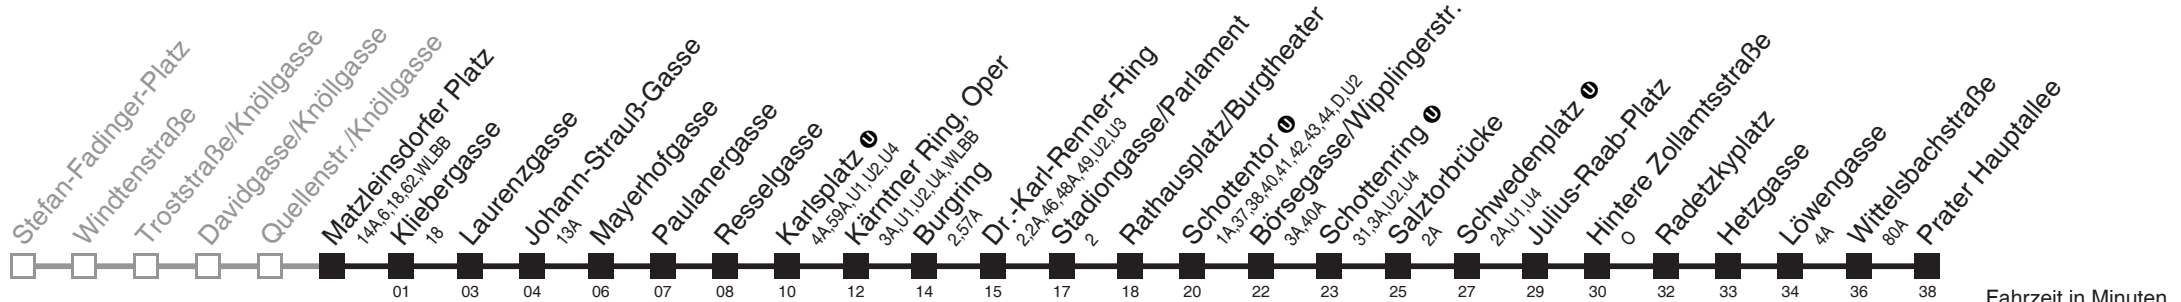 Stefan-Fadinger-Platz
Windtenstraße
Troststraße/Knöllgasse
Davidgasse/Knöllgasse
Quellenstr./Knöllgasse
Matzleinsdorfer Platz
14A,6,18,62,WLBB
Kliebergasse
18
Laurenzgasse
Johann-Strauß-Gasse
13A
Mayerhofgasse
Paulanergasse
Resselgasse
Karlsplatz U
4A,59A,U1,U2,U4
Kärntner Ring, Oper
3A,U1,U2,U4,WLBB
Burgring
2,57A
Dr.-Karl-Renner-Ring
2,2A,46,48A,49,U2,U3
Stadiongasse/Parlament
2
Rathausplatz/Burgtheater
Schottentor U
1A,37,38,40,41,42,43,44,D,U2
Börsegasse/Wipplingerstr.
3A,40A
Schottenring U
31,3A,U2,U4
Salztorbrücke
2A
Schwedenplatz U
2A,U1,U4
Julius-Raab-Platz
Hintere Zollamtsstraße
O
Radetzkyplatz
Hetzgasse
Löwengasse
4A
Wittelsbachstraße
80A
Prater Hauptallee
01 03 04 06 07 08 10 12 14 15 17 18 20 22 23 25 27 29 30 32 33 34 36 38
Fahrzeit in Minuten